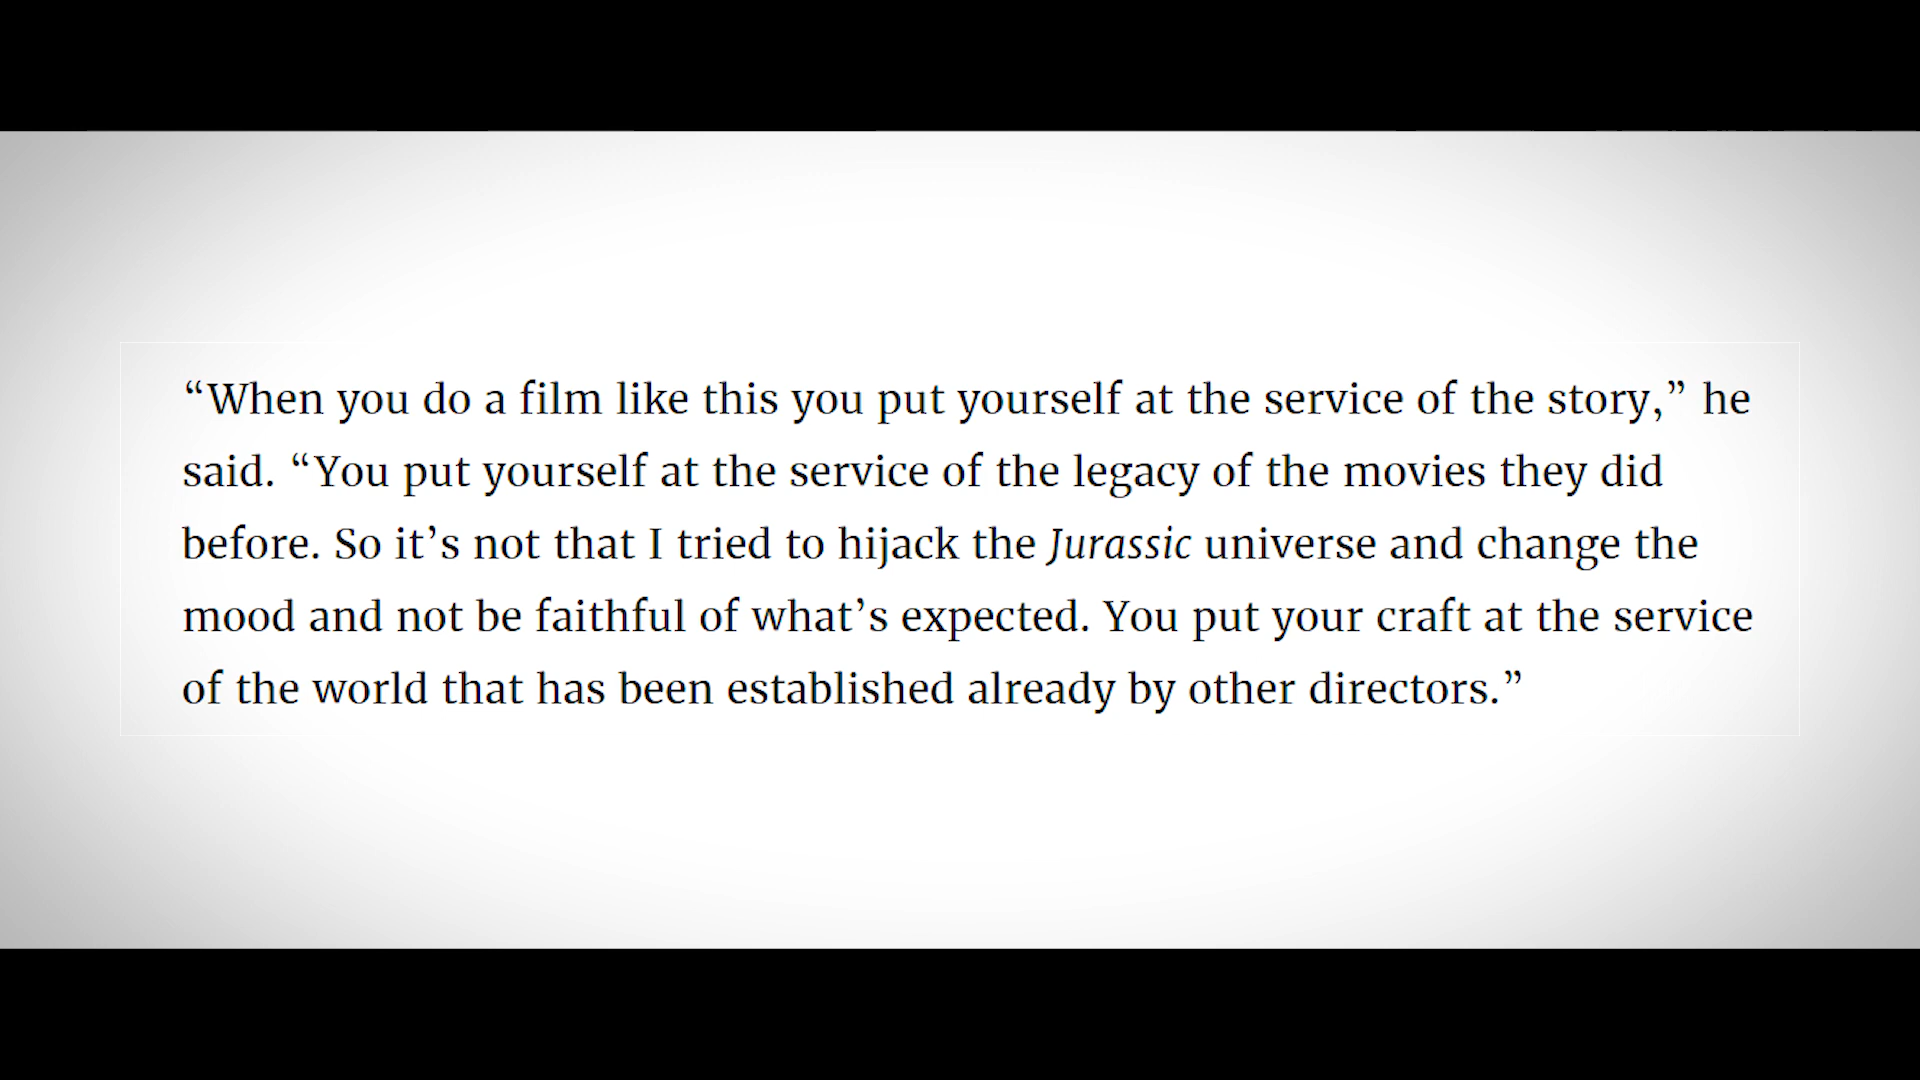 “When you do a film like this you put yourself at the service of the story,” he
said. “You put yourself at the service of the legacy of the movies they did
before. So it’s not that I tried to hijack the Jurassic universe and change the
mood and not be faithful of what’s expected. You put your craft at the service
of the world that has been established already by other directors.”